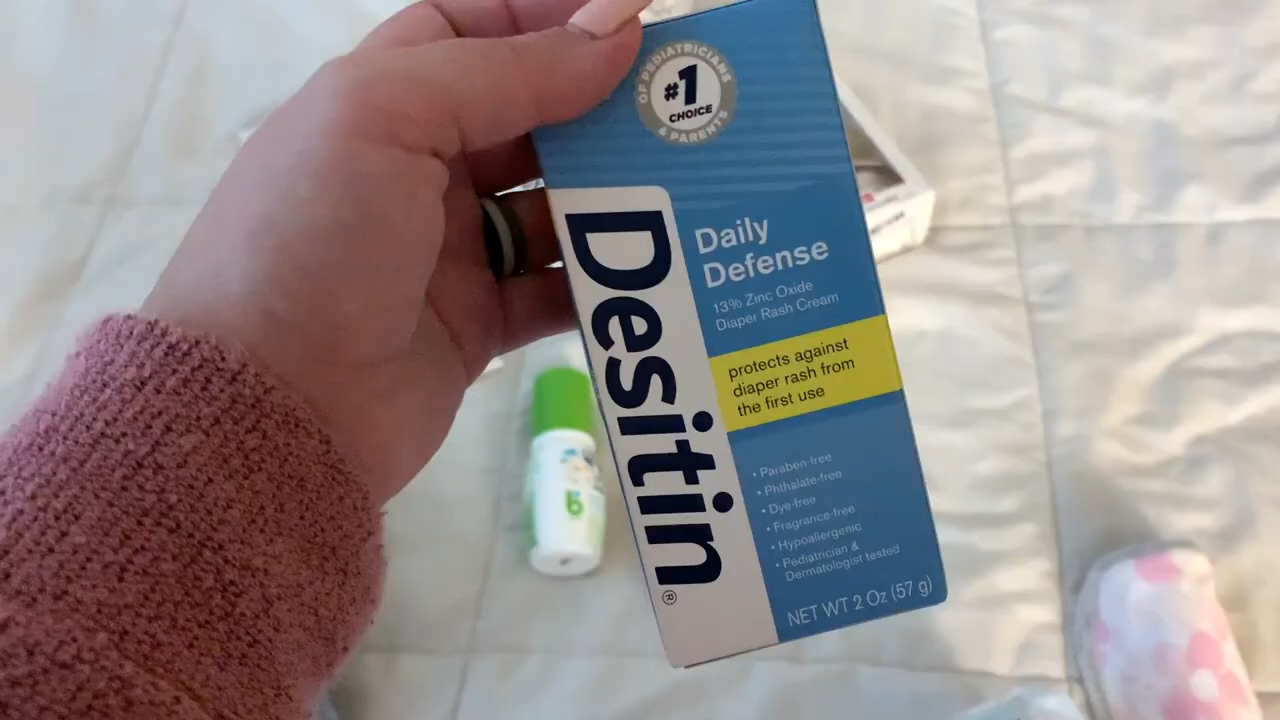 OF PEDIATRICIANS
#1
CHOICE
& PARENTS
Desitin®
Daily
Defense
13% Zinc Oxide
Diaper Rash Cream
protects against
diaper rash from
the first use
• Paraben-free
• Phthalate-free
• Dye-free
• Fragrance-free
• Hypoallergenic
• Pediatrician &
Dermatologist tested
NET WT 2 Oz (57 g)